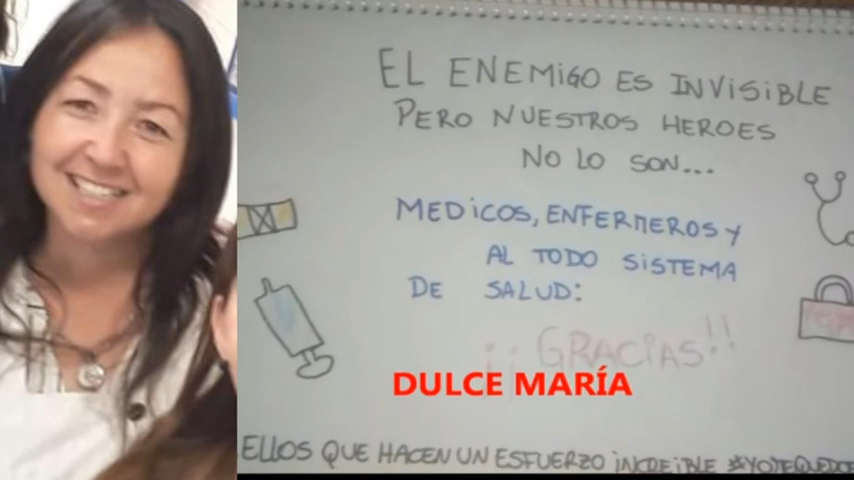 EL ENEMIGO ES INVISIBLE
PERO NUESTROS HEROES
NO LO SON...
MEDICOS, ENFERMEROS Y
AL TODO SISTEMA
DE SALUD:
¡¡GRACIAS!!
DULCE MARÍA
ELLOS QUE HACEN UN ESFUERZO INCREIBLE